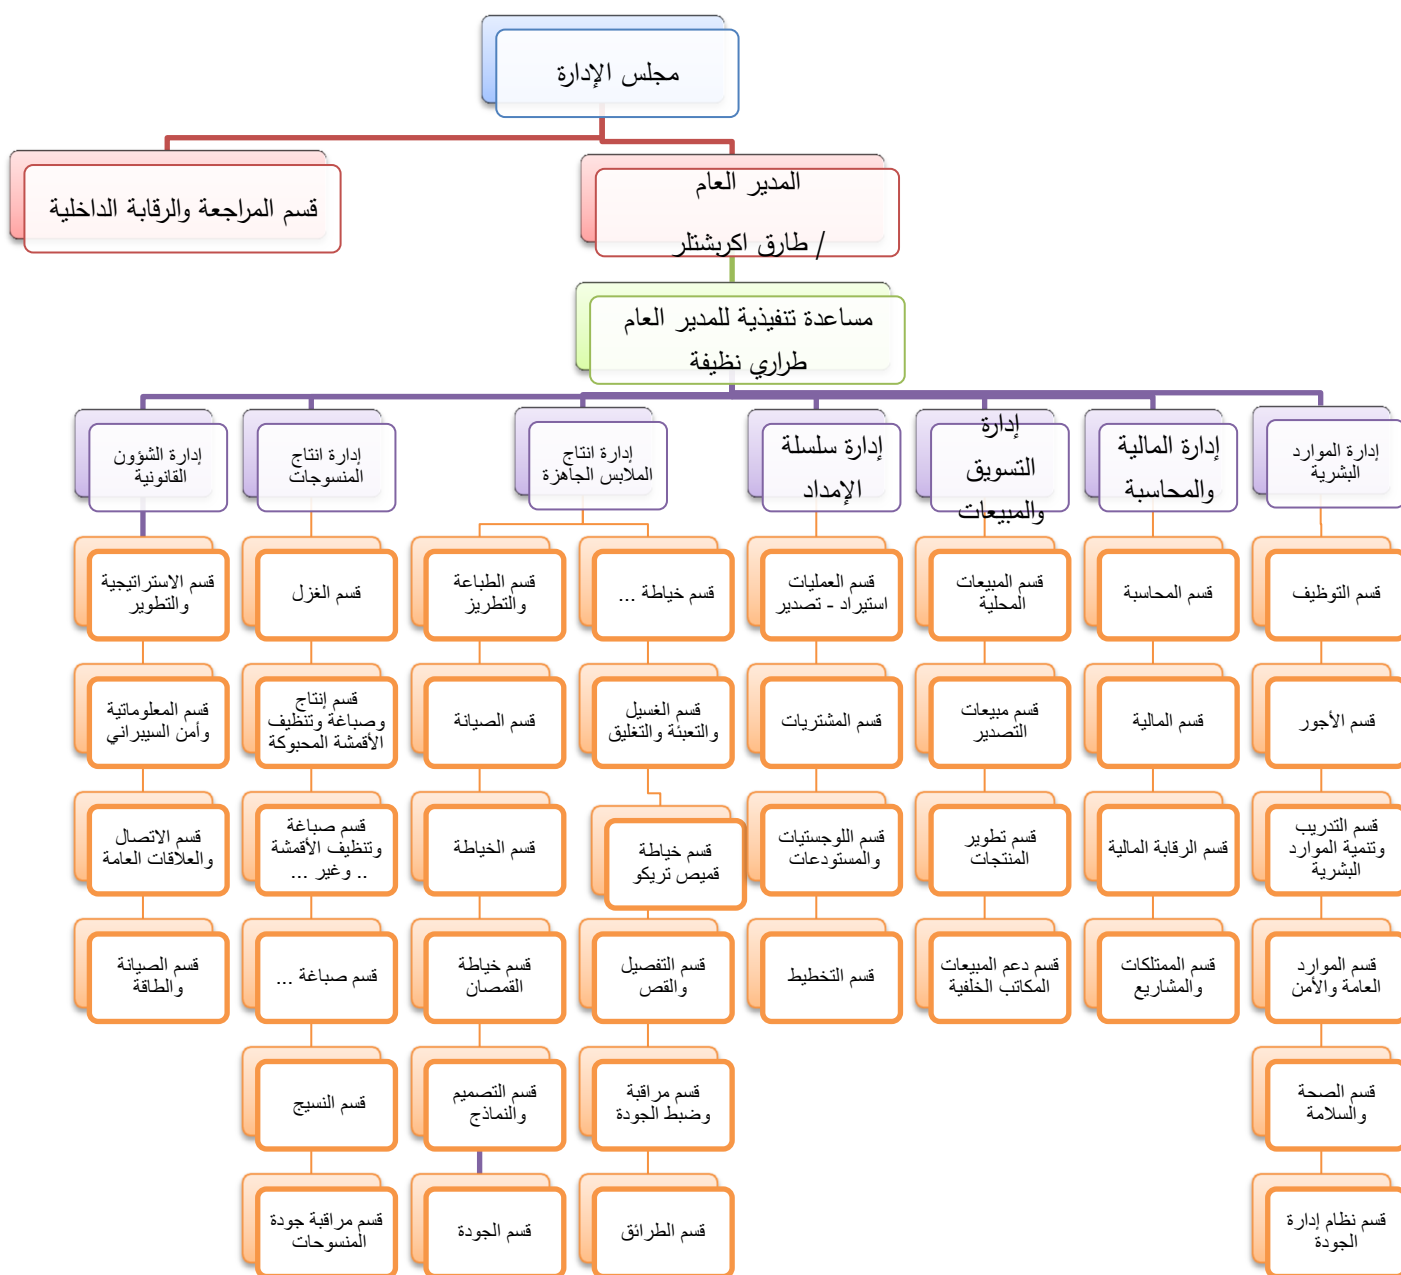 مجلس الإدارة
المدير العام
/ طارق اكربشتلر
قسم المراجعة والرقابة الداخلية
مساعدة تنفيذية للمدير العام
طراري نظيفة
إدارة الموارد
البشرية
إدارة المالية
والمحاسبة
إدارة
التسويق
والمبيعات
إدارة سلسلة
الإمداد
إدارة انتاج
الملابس الجاهزة
إدارة انتاج
المنسوجات
إدارة الشؤون
القانونية
قسم التوظيف
قسم المحاسبة
قسم المبيعات
المحلية
قسم العمليات
استيراد - تصدير
قسم خياطة ...
قسم الطباعة
والتطريز
قسم الغزل
قسم الاستراتيجية
والتطوير
قسم الأجور
قسم المالية
قسم مبيعات
التصدير
قسم المشتريات
قسم الغسيل
والتعبئة والتغليق
قسم الصيانة
قسم إنتاج
وصباغة وتنظيف
الأقمشة المحبوكة
قسم المعلوماتية
وأمن السيبراني
قسم التدريب
وتنمية الموارد
البشرية
قسم الرقابة المالية
قسم تطوير
المنتجات
قسم اللوجستيات
والمستودعات
قسم خياطة
قميص تريكو
قسم الخياطة
قسم صباغة
وتنظيف الأقمشة
.. وغير ...
قسم الاتصال
والعلاقات العامة
قسم الموارد
العامة والأمن
قسم الممتلكات
والمشاريع
قسم دعم المبيعات
المكاتب الخلفية
قسم التخطيط
قسم التفصيل
والقص
قسم خياطة
القمصان
قسم صباغة ...
قسم الصيانة
والطاقة
قسم الصحة
والسلامة
قسم مراقبة
وضبط الجودة
قسم التصميم
والنماذج
قسم النسيج
قسم نظام إدارة
الجودة
قسم الطرائق
قسم الجودة
قسم مراقبة جودة
المنسوحات